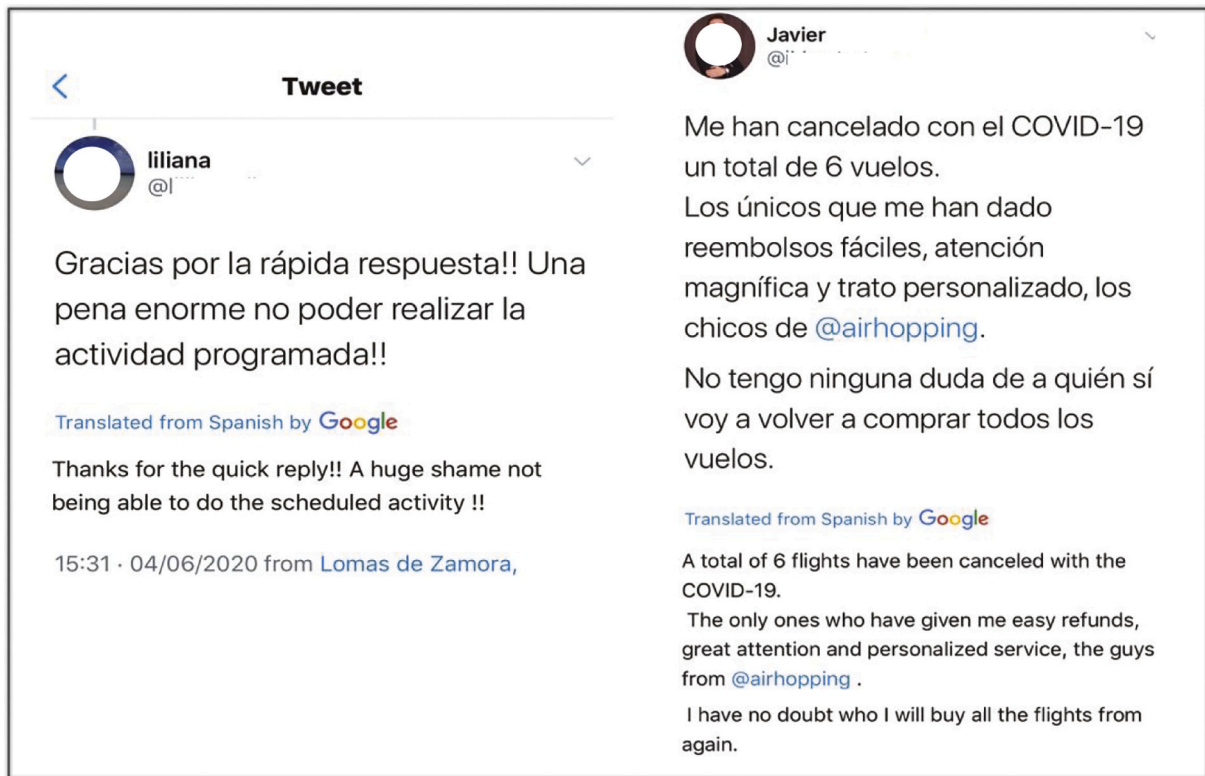 Tweet
liliana
@l
Gracias por la rápida respuesta!! Una
pena enorme no poder realizar la
actividad programada!!
Translated from Spanish by Google
Thanks for the quick reply!! A huge shame not
being able to do the scheduled activity !!
15:31 · 04/06/2020 from Lomas de Zamora,
Javier
Me han cancelado con el COVID-19
un total de 6 vuelos.
Los únicos que me han dado
reembolsos fáciles, atención
magnífica y trato personalizado, los
chicos de @airhopping.
No tengo ninguna duda de a quién sí
voy a volver a comprar todos los
vuelos.
Translated from Spanish by Google
A total of 6 flights have been canceled with the
COVID-19.
The only ones who have given me easy refunds,
great attention and personalized service, the guys
from @airhopping .
I have no doubt who I will buy all the flights from
again.